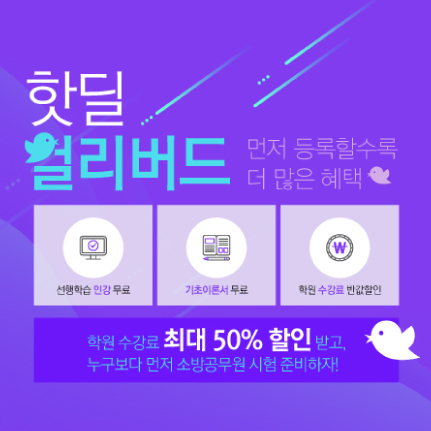 핫딜
얼리버드
먼저 등록할수록
더 많은 혜택
선행학습 인강 무료
기초이론서 무료
₩
학원 수강료 반값할인
학원 수강료 최대 50% 할인 받고,
누구보다 먼저 소방공무원 시험 준비하자!